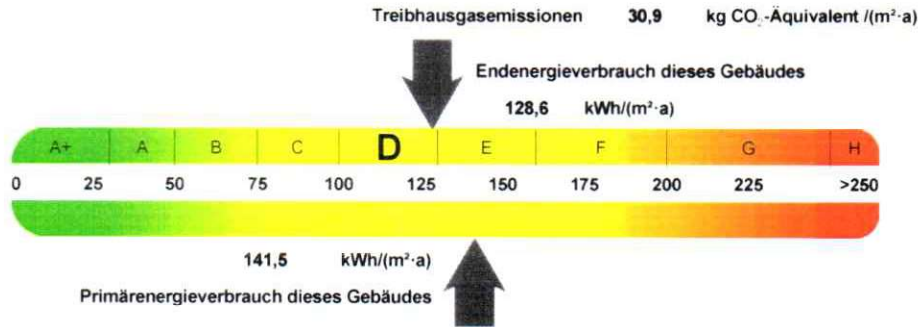 Treibhausgasemissionen 30,9 kg CO₂-Äquivalent /(m²·a)
Endenergieverbrauch dieses Gebäudes
128,6 kWh/(m²·a)
A+ A B C D E F G H
0 25 50 75 100 125 150 175 200 225 >250
141,5 kWh/(m²·a)
Primärenergieverbrauch dieses Gebäudes